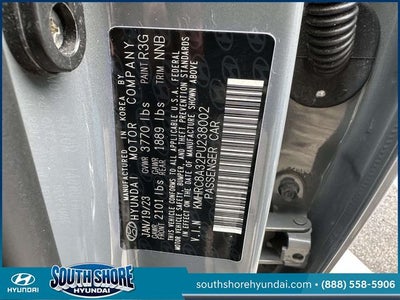 MANUFACTURED IN KOREA BY
HYUNDAI MOTOR COMPANY
JAN/19/23 GVWR 3770 lbs PAINT R3G
GAWR FRONT 2101 lbs GAWR REAR 1889 lbs TRIM NNB
THIS VEHICLE CONFORMS TO ALL APPLICABLE U.S.A. FEDERAL
MOTOR VEHICLE SAFETY, BUMPER, AND THEFT PREVENTION STANDARDS
IN EFFECT ON THE DATE OF MANUFACTURE SHOWN ABOVE
V.I.N: KMHRC8A32PU238002
PASSENGER CAR
HYUNDAI
SOUTH SHORE
HYUNDAI
southshorehyundai.com • (888) 558-5906